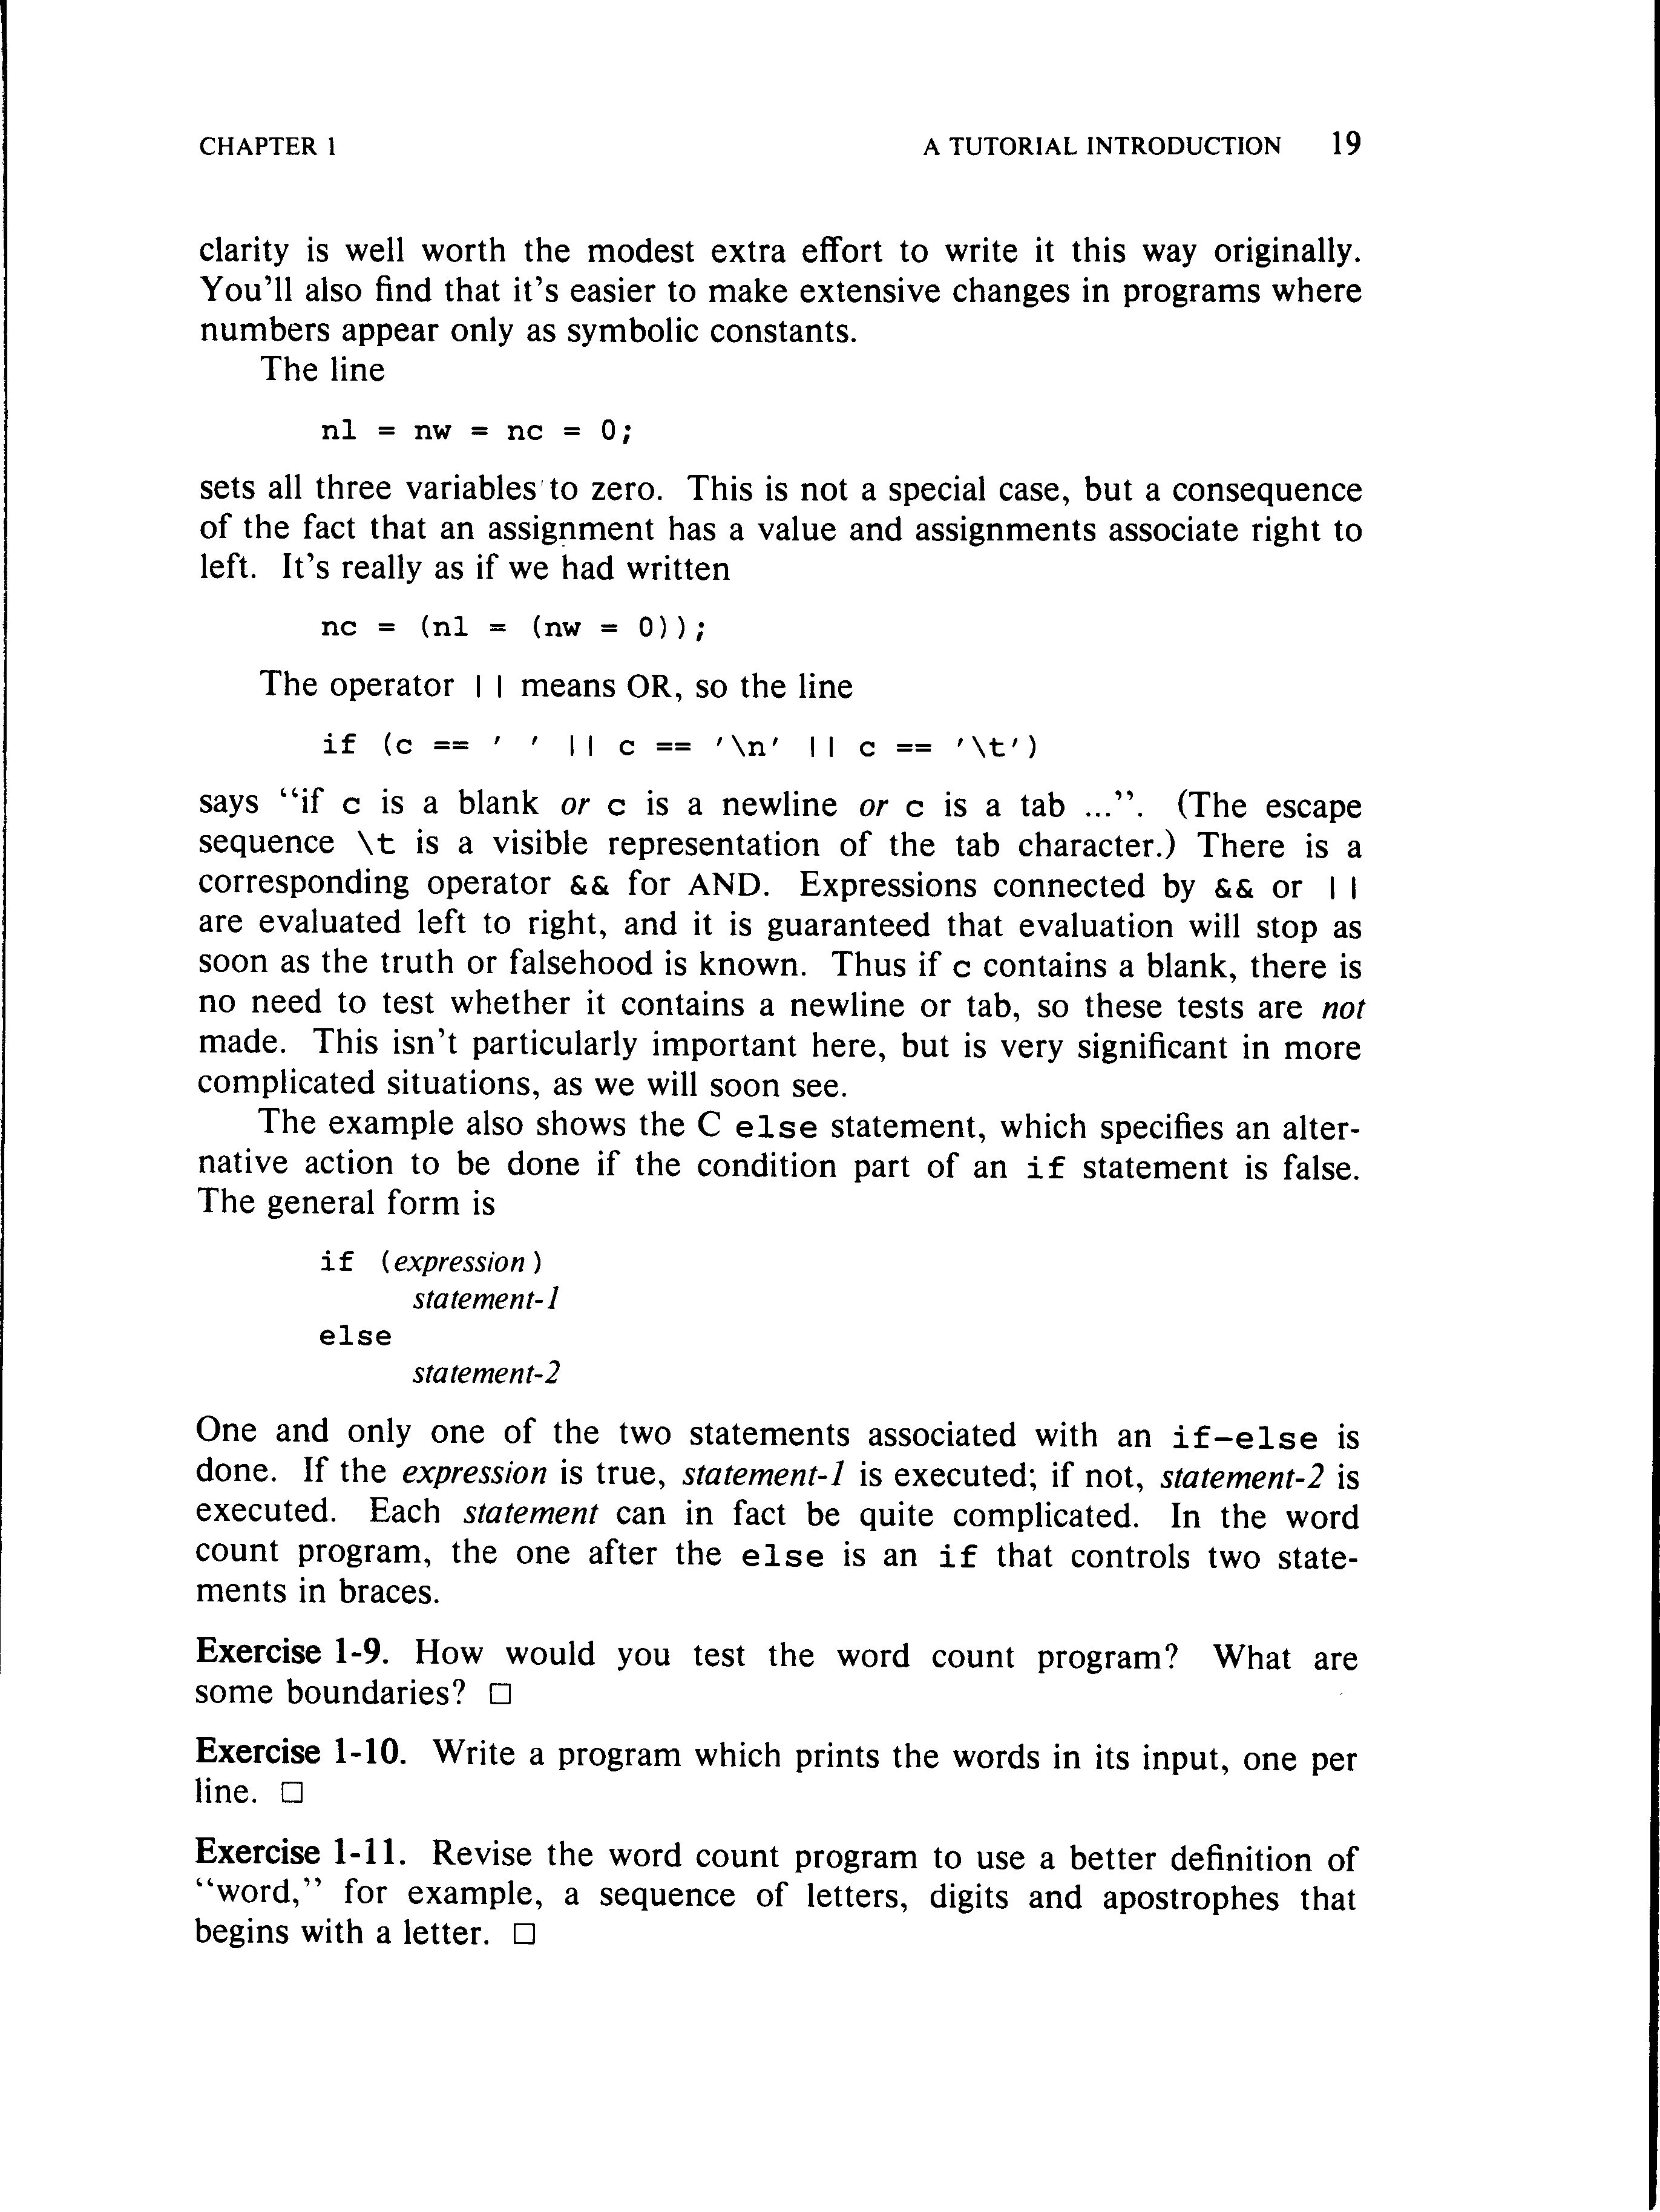 CHAPTER 1 A TUTORIAL INTRODUCTION 19
clarity is well worth the modest extra effort to write it this way originally.
You'll also find that it's easier to make extensive changes in programs where
numbers appear only as symbolic constants.
The line
nl = nw = nc = 0;
sets all three variables to zero. This is not a special case, but a consequence
of the fact that an assignment has a value and assignments associate right to
left. It's really as if we had written
nc = (nl = (nw = 0));
The operator || means OR, so the line
if (c == ' ' || c == '\n' || c == '\t')
says “if c is a blank or c is a newline or c is a tab ...”. (The escape
sequence \t is a visible representation of the tab character.) There is a
corresponding operator && for AND. Expressions connected by && or ||
are evaluated left to right, and it is guaranteed that evaluation will stop as
soon as the truth or falsehood is known. Thus if c contains a blank, there is
no need to test whether it contains a newline or tab, so these tests are not
made. This isn't particularly important here, but is very significant in more
complicated situations, as we will soon see.
The example also shows the C else statement, which specifies an alter-
native action to be done if the condition part of an if statement is false.
The general form is
if (expression)
statement-1
else
statement-2
One and only one of the two statements associated with an if-else is
done. If the expression is true, statement-1 is executed; if not, statement-2 is
executed. Each statement can in fact be quite complicated. In the word
count program, the one after the else is an if that controls two state-
ments in braces.
Exercise 1-9. How would you test the word count program? What are
some boundaries? □
Exercise 1-10. Write a program which prints the words in its input, one per
line. □
Exercise 1-11. Revise the word count program to use a better definition of
“word,” for example, a sequence of letters, digits and apostrophes that
begins with a letter. □